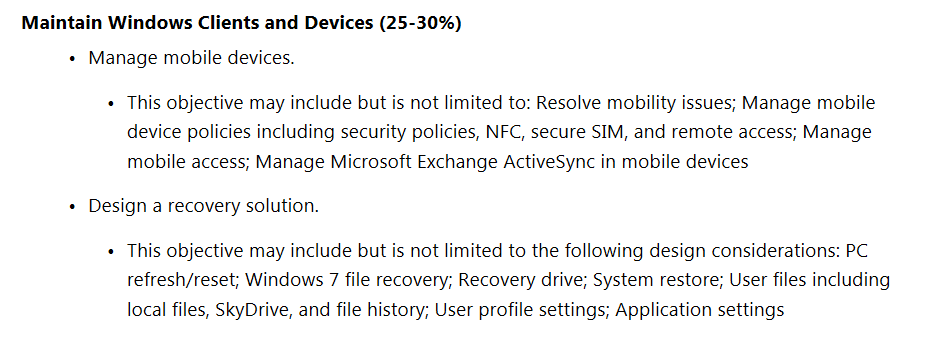 Maintain Windows Clients and Devices (25-30%)
• Manage mobile devices.
• This objective may include but is not limited to: Resolve mobility issues; Manage mobile
device policies including security policies, NFC, secure SIM, and remote access; Manage
mobile access; Manage Microsoft Exchange ActiveSync in mobile devices
• Design a recovery solution.
• This objective may include but is not limited to the following design considerations: PC
refresh/reset; Windows 7 file recovery; Recovery drive; System restore; User files including
local files, SkyDrive, and file history; User profile settings; Application settings